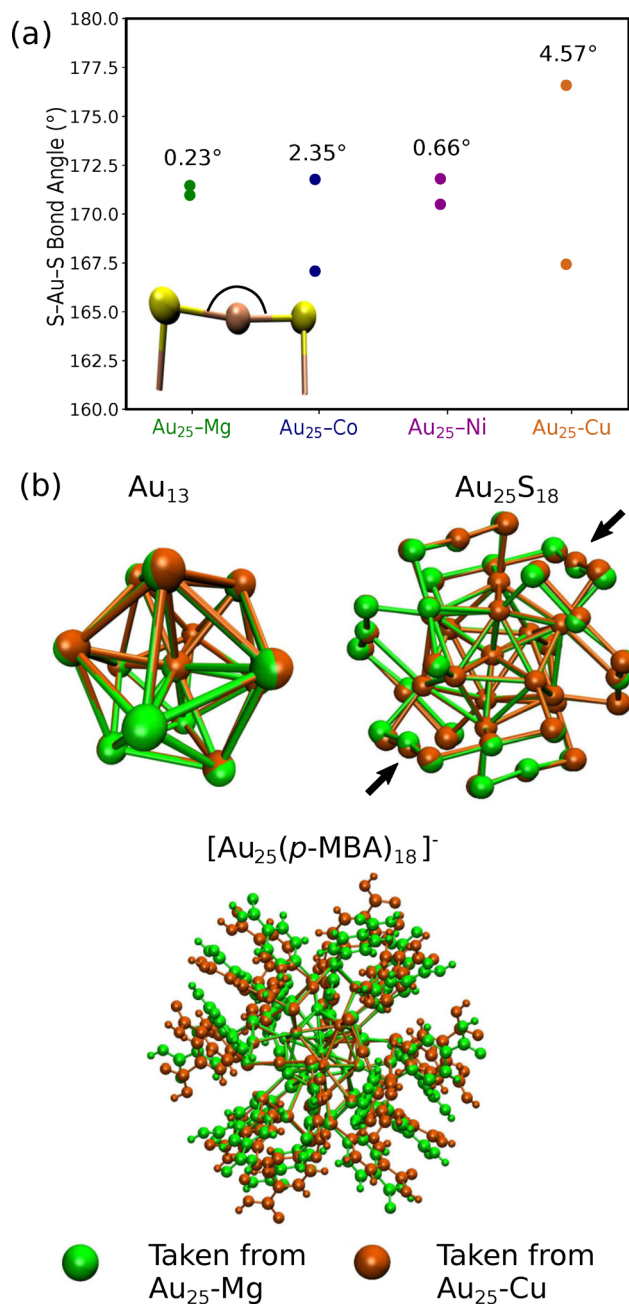 (a)
180.0
177.5
175.0
172.5
170.0
167.5
165.0
162.5
160.0
S–Au–S Bond Angle (°)
0.23°
2.35°
0.66°
4.57°
Au₂₅–Mg
Au₂₅–Co
Au₂₅–Ni
Au₂₅-Cu
(b)
Au₁₃
Au₂₅S₁₈
[Au₂₅(p-MBA)₁₈]⁻
Taken from
Au₂₅-Mg
Taken from
Au₂₅-Cu